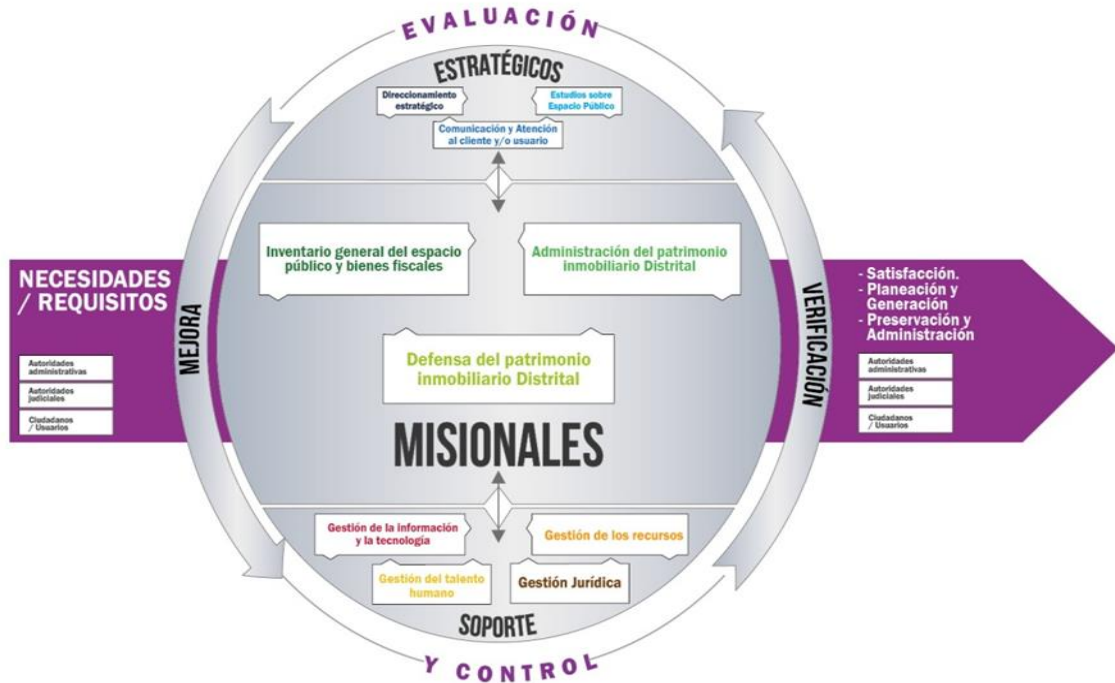 EVALUACIÓN
ESTRATÉGICOS
Direccionamiento
estratégico
Estudios sobre
Espacio Público
Comunicación y Atención
al cliente y/o usuario
Inventario general del espacio
público y bienes fiscales
Administración del patrimonio
inmobiliario Distrital
NECESIDADES
/ REQUISITOS
Autoridades
administrativas
Autoridades
judiciales
Ciudadanos
/ Usuarios
MEJORA
Defensa del patrimonio
inmobiliario Distrital
MISIONALES
VERIFICACIÓN
- Satisfacción.
- Planeación y
Generación
- Preservación y
Administración
Autoridades
administrativas
Autoridades
judiciales
Ciudadanos
/ Usuarios
Gestión de la información
y la tecnología
Gestión de los recursos
Gestión del talento
humano
Gestión Jurídica
SOPORTE
Y CONTROL